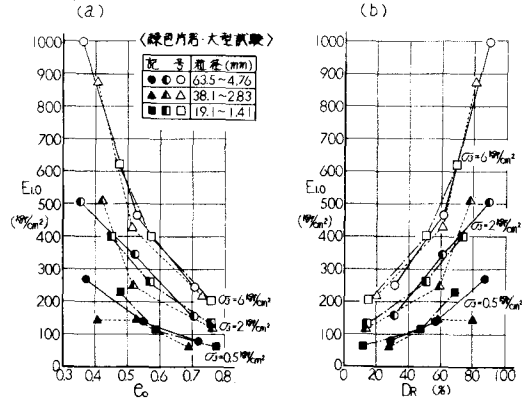 (a)
(b)
〈緑色片岩・大型試験〉
記 号 粒径(mm)
63.5~4.76
38.1~2.83
19.1~1.41
1000
900
800
700
600
E1.0
500
(kg/cm²)
400
300
200
100
0
0.3 0.4 0.5 0.6 0.7 0.8
e₀
σ₃=6kg/cm²
σ₃=2kg/cm²
σ₃=0.5kg/cm²
1000
900
800
700
600
E1.0
500
(kg/cm²)
400
300
200
100
0
20 40 60 80 100
DR (%)
σ₃=6kg/cm²
σ₃=2kg/cm²
σ₃=0.5kg/cm²